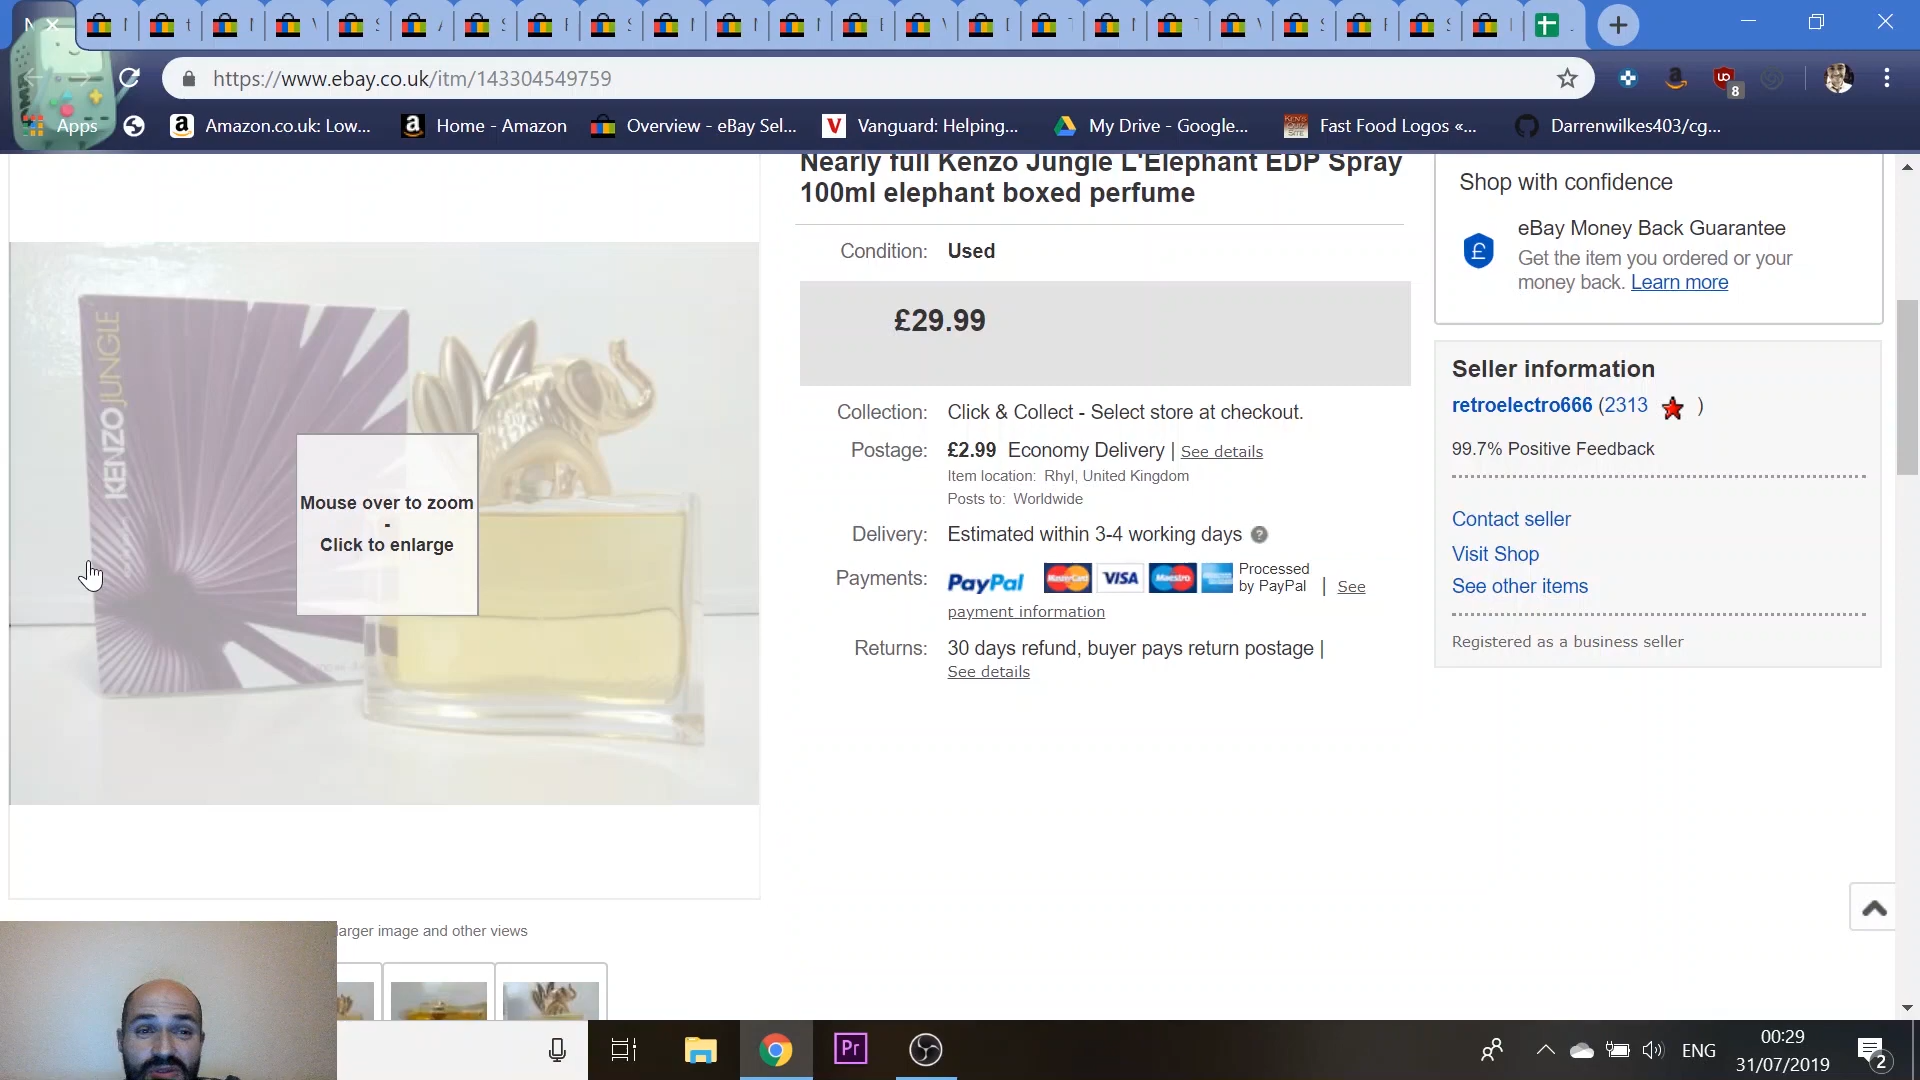 https://www.ebay.co.uk/itm/143304549759
8
Apps
Amazon.co.uk: Low...
Home - Amazon
Overview - eBay Sel...
Vanguard: Helping...
My Drive - Google...
Fast Food Logos «...
Darrenwilkes403/cg...
Nearly full Kenzo Jungle L'Elephant EDP Spray
100ml elephant boxed perfume
Condition: Used
£29.99
Collection: Click & Collect - Select store at checkout.
Postage: £2.99 Economy Delivery | See details
Item location: Rhyl, United Kingdom
Posts to: Worldwide
Delivery: Estimated within 3-4 working days
Payments: PayPal MasterCard VISA Maestro Processed
by PayPal | See
payment information
Returns: 30 days refund, buyer pays return postage |
See details
Shop with confidence
eBay Money Back Guarantee
Get the item you ordered or your
money back. Learn more
Seller information
retroelectro666 (2313 )
99.7% Positive Feedback
Contact seller
Visit Shop
See other items
Registered as a business seller
KENZO JUNGLE
Mouse over to zoom
-
Click to enlarge
larger image and other views
Pr
ENG
00:29
31/07/2019
2